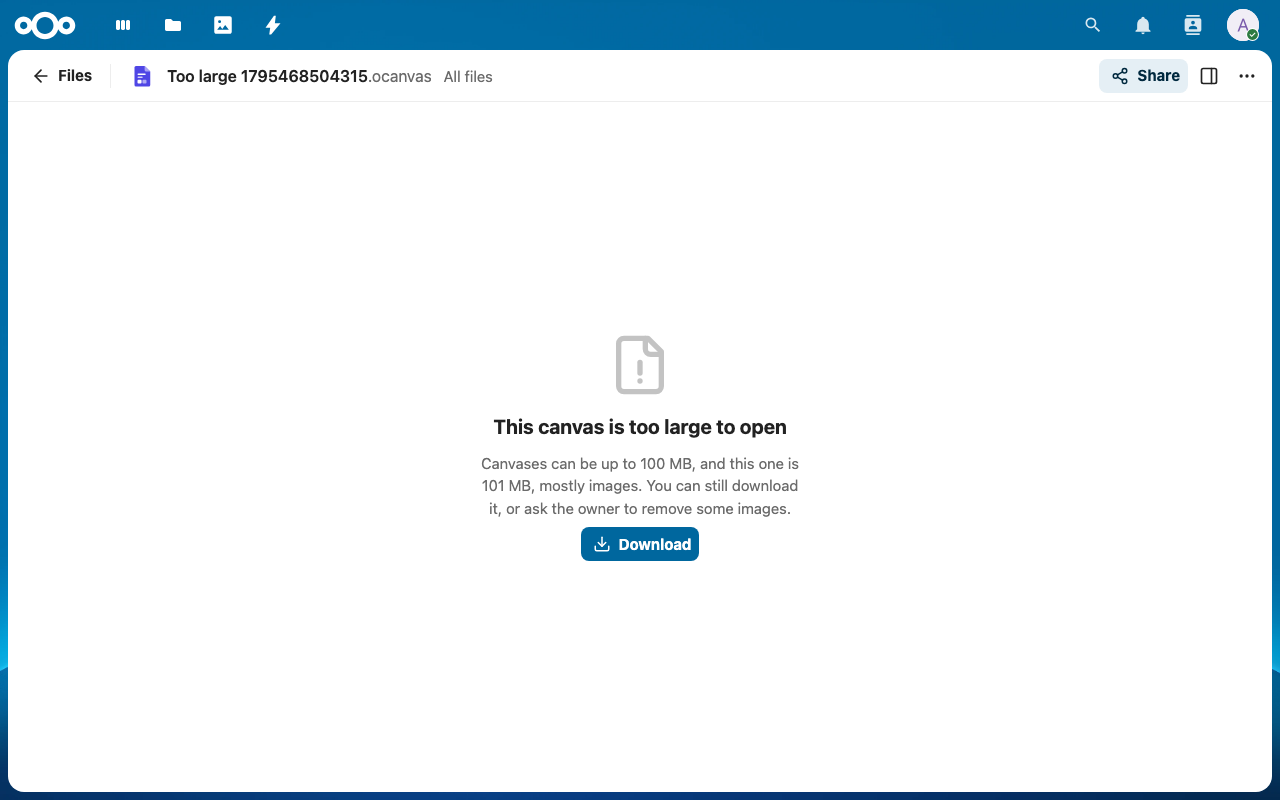 A
Files
Too large 1795468504315.ocanvas All files
Share
This canvas is too large to open
Canvases can be up to 100 MB, and this one is
101 MB, mostly images. You can still download
it, or ask the owner to remove some images.
Download